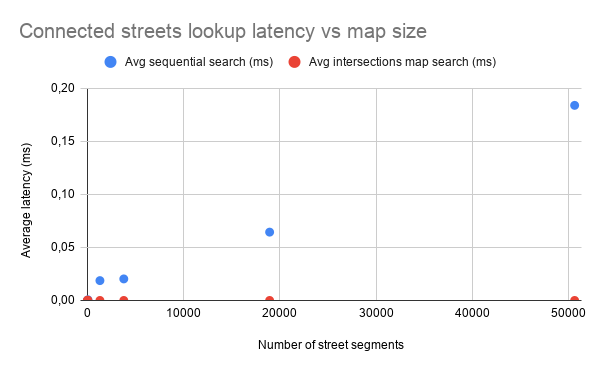 Connected streets lookup latency vs map size
Avg sequential search (ms) Avg intersections map search (ms)
Average latency (ms)
0,20
0,15
0,10
0,05
0,00
0 10000 20000 30000 40000 50000
Number of street segments